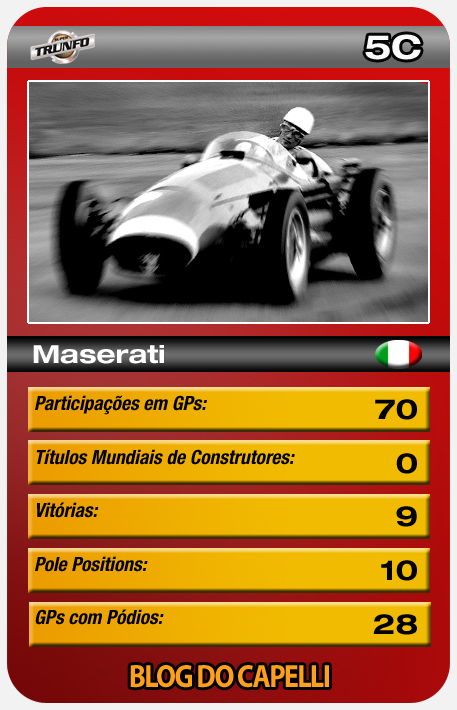 SUPER
TRUNFO
5C
Maserati
Participações em GPs: 70
Títulos Mundiais de Construtores: 0
Vitórias: 9
Pole Positions: 10
GPs com Pódios: 28
BLOG DO CAPELLI